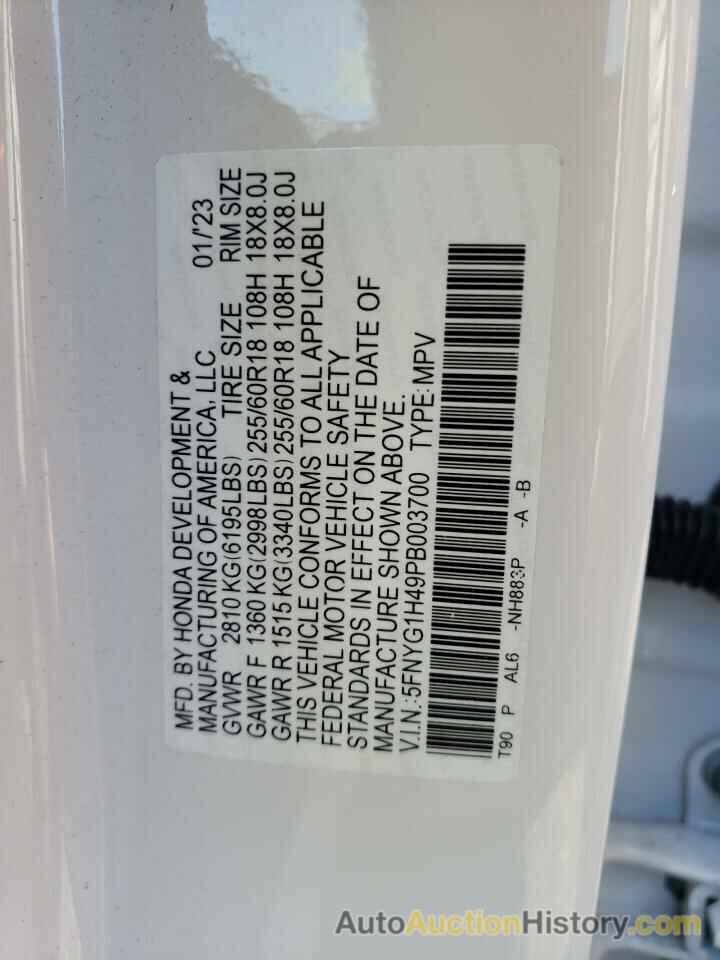 MFD. BY HONDA DEVELOPMENT &
MANUFACTURING OF AMERICA, LLC 01/'23
GVWR 2810 KG(6195LBS) TIRE SIZE RIM SIZE
GAWR F 1360 KG(2998LBS) 255/60R18 108H 18X8.0J
GAWR R 1515 KG(3340LBS) 255/60R18 108H 18X8.0J
THIS VEHICLE CONFORMS TO ALL APPLICABLE
FEDERAL MOTOR VEHICLE SAFETY
STANDARDS IN EFFECT ON THE DATE OF
MANUFACTURE SHOWN ABOVE.
V.I.N.:5FNYG1H49PB003700 TYPE:MPV
T90 P AL6 -NH883P -A -B
AutoAuctionHistory.com